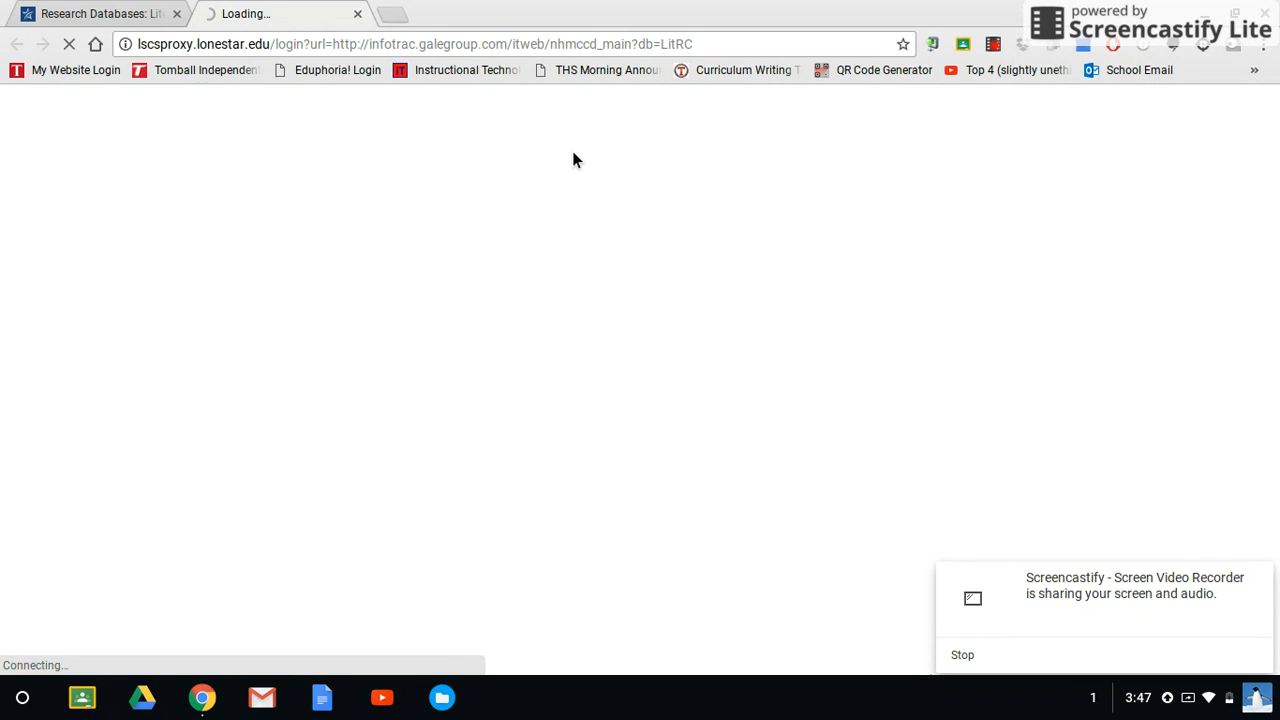 Research Databases: Lit
Loading...
powered by
Screencastify Lite
lscsproxy.lonestar.edu/login?url=http://infotrac.galegroup.com/itweb/nhmccd_main?db=LitRC
My Website Login
Tomball Independen
Eduphoria! Login
Instructional Techno
THS Morning Annou
Curriculum Writing T
QR Code Generator
Top 4 (slightly uneth
School Email
Screencastify - Screen Video Recorder
is sharing your screen and audio.
Stop
Connecting...
1
3:47